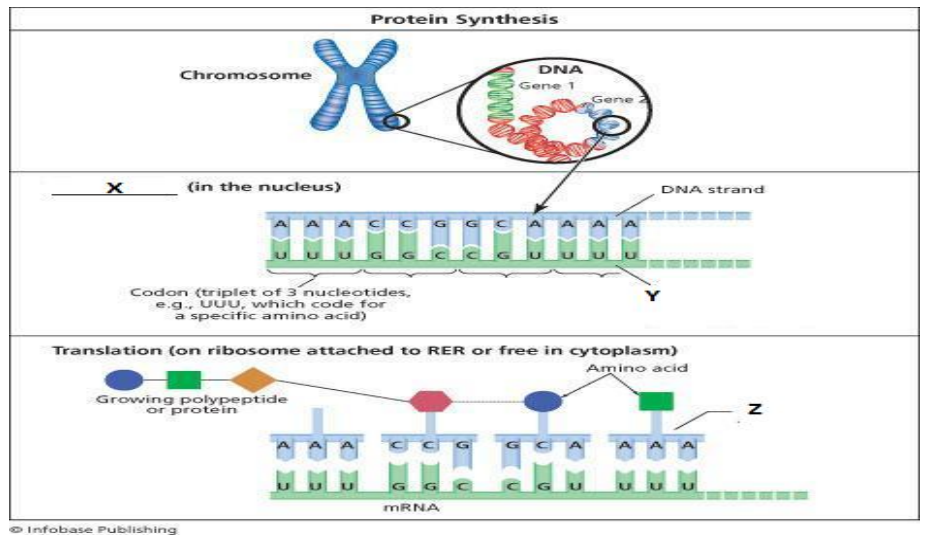 Protein Synthesis
Chromosome
DNA
Gene 1
Gene 2
X (in the nucleus)
DNA strand
A A A C C G G C A A A A
U U U G G C C G U U U U
Codon (triplet of 3 nucleotides,
e.g., UUU, which code for
a specific amino acid)
Y
Translation (on ribosome attached to RER or free in cytoplasm)
Amino acid
Growing polypeptide
or protein
Z
A A A C C G G C A A A A
U U U G G C C G U U U U
mRNA
© Infobase Publishing